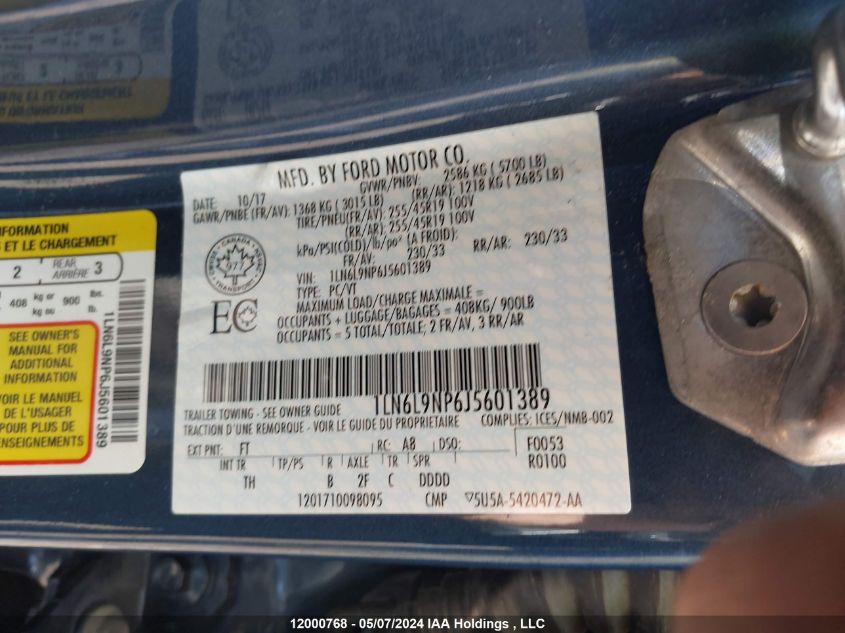 MFD. BY FORD MOTOR CO.
DATE: 10/17
GVWR/PNBV: 2586 KG ( 5700 LB)
GAWR/PNBE (FR/AV): 1368 KG ( 3015 LB)
(RR/AR): 1218 KG ( 2685 LB)
TIRE/PNEU(FR/AV): 255/45R19 100V
(RR/AR): 255/45R19 100V
kPa/PSI(COLD)/lb/po² (A FROID):
FR/AV: 230/33
RR/AR: 230/33
VIN: 1LN6L9NP6J5601389
TYPE: PC/VT
MAXIMUM LOAD/CHARGE MAXIMALE =
OCCUPANTS + LUGGAGE/BAGAGES = 408KG/ 900LB
OCCUPANTS = 5 TOTAL/TOTALE; 2 FR/AV, 3 RR/AR
CANADA
977
TRANSPORT
EC
1LN6L9NP6J5601389
TRAILER TOWING - SEE OWNER GUIDE
TRACTION D'UNE REMORQUE - VOIR LE GUIDE DU PROPRIETAIRE
COMPLIES: ICES/NMB-002
EXT PNT: FT
RC: A8
DSO:
F0053
R0100
INT TR
TP/PS
R
AXLE
TR
SPR
TH
B
2F
C
DDDD
1201710098095
CMP
▽5U5A-5420472-AA
INFORMATION
ET LE CHARGEMENT
2
REAR
ARRIÈRE
3
408
kg or
kg ou
900
lbs.
lb.
SEE OWNER'S
MANUAL FOR
ADDITIONAL
INFORMATION
VOIR LE MANUEL
DE L'USAGER
POUR PLUS DE
RENSEIGNEMENTS
1LN6L9NP6J5601389
12000768 - 05/07/2024 IAA Holdings , LLC